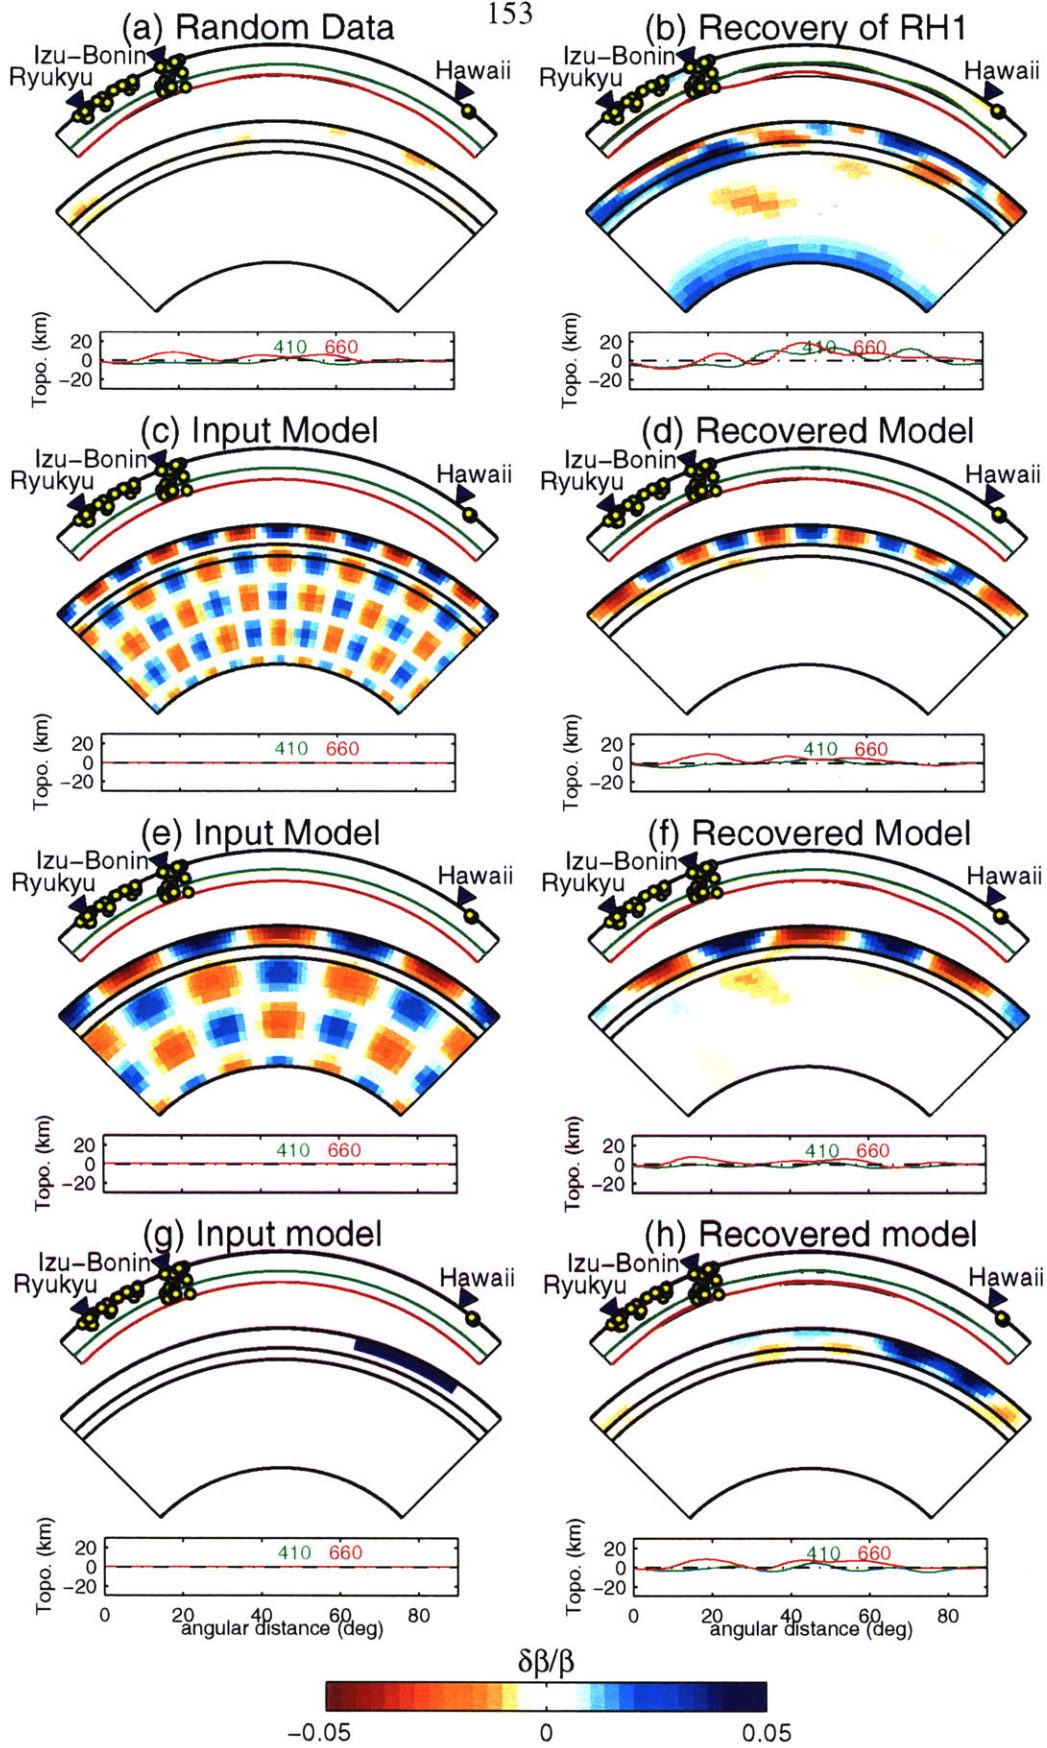 153
(a) Random Data
Izu-Bonin
Ryukyu
Hawaii
Topo. (km)
20
0
-20
410 660
(b) Recovery of RH1
Izu-Bonin
Ryukyu
Hawaii
Topo. (km)
20
0
-20
410 660
(c) Input Model
Izu-Bonin
Ryukyu
Hawaii
Topo. (km)
20
0
-20
410 660
(d) Recovered Model
Izu-Bonin
Ryukyu
Hawaii
Topo. (km)
20
0
-20
410 660
(e) Input Model
Izu-Bonin
Ryukyu
Hawaii
Topo. (km)
20
0
-20
410 660
(f) Recovered Model
Izu-Bonin
Ryukyu
Hawaii
Topo. (km)
20
0
-20
410 660
(g) Input model
Izu-Bonin
Ryukyu
Hawaii
Topo. (km)
20
0
-20
410 660
0 20 40 60 80
angular distance (deg)
(h) Recovered model
Izu-Bonin
Ryukyu
Hawaii
Topo. (km)
20
0
-20
410 660
0 20 40 60 80
angular distance (deg)
δβ/β
-0.05 0 0.05